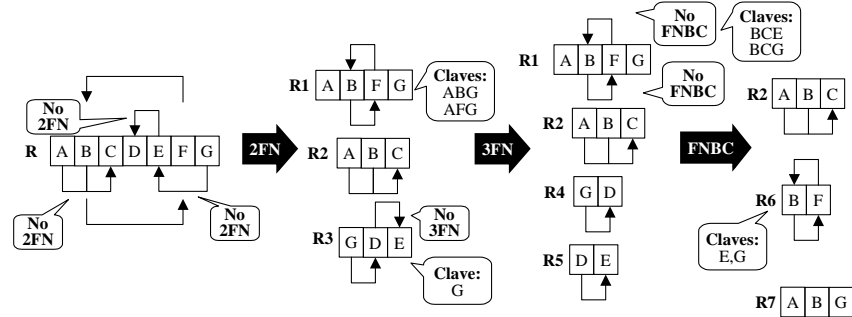 No
2FN
R A B C D E F G
No
2FN
No
2FN
2FN
R1 A B F G
Claves:
ABG
AFG
R2 A B C
No
3FN
R3 G D E
Clave:
G
3FN
No
FNBC
Claves:
BCE
BCG
R1 A B F G
No
FNBC
R2 A B C
R4 G D
R5 D E
FNBC
R2 A B C
R6 B F
Claves:
E,G
R7 A B G